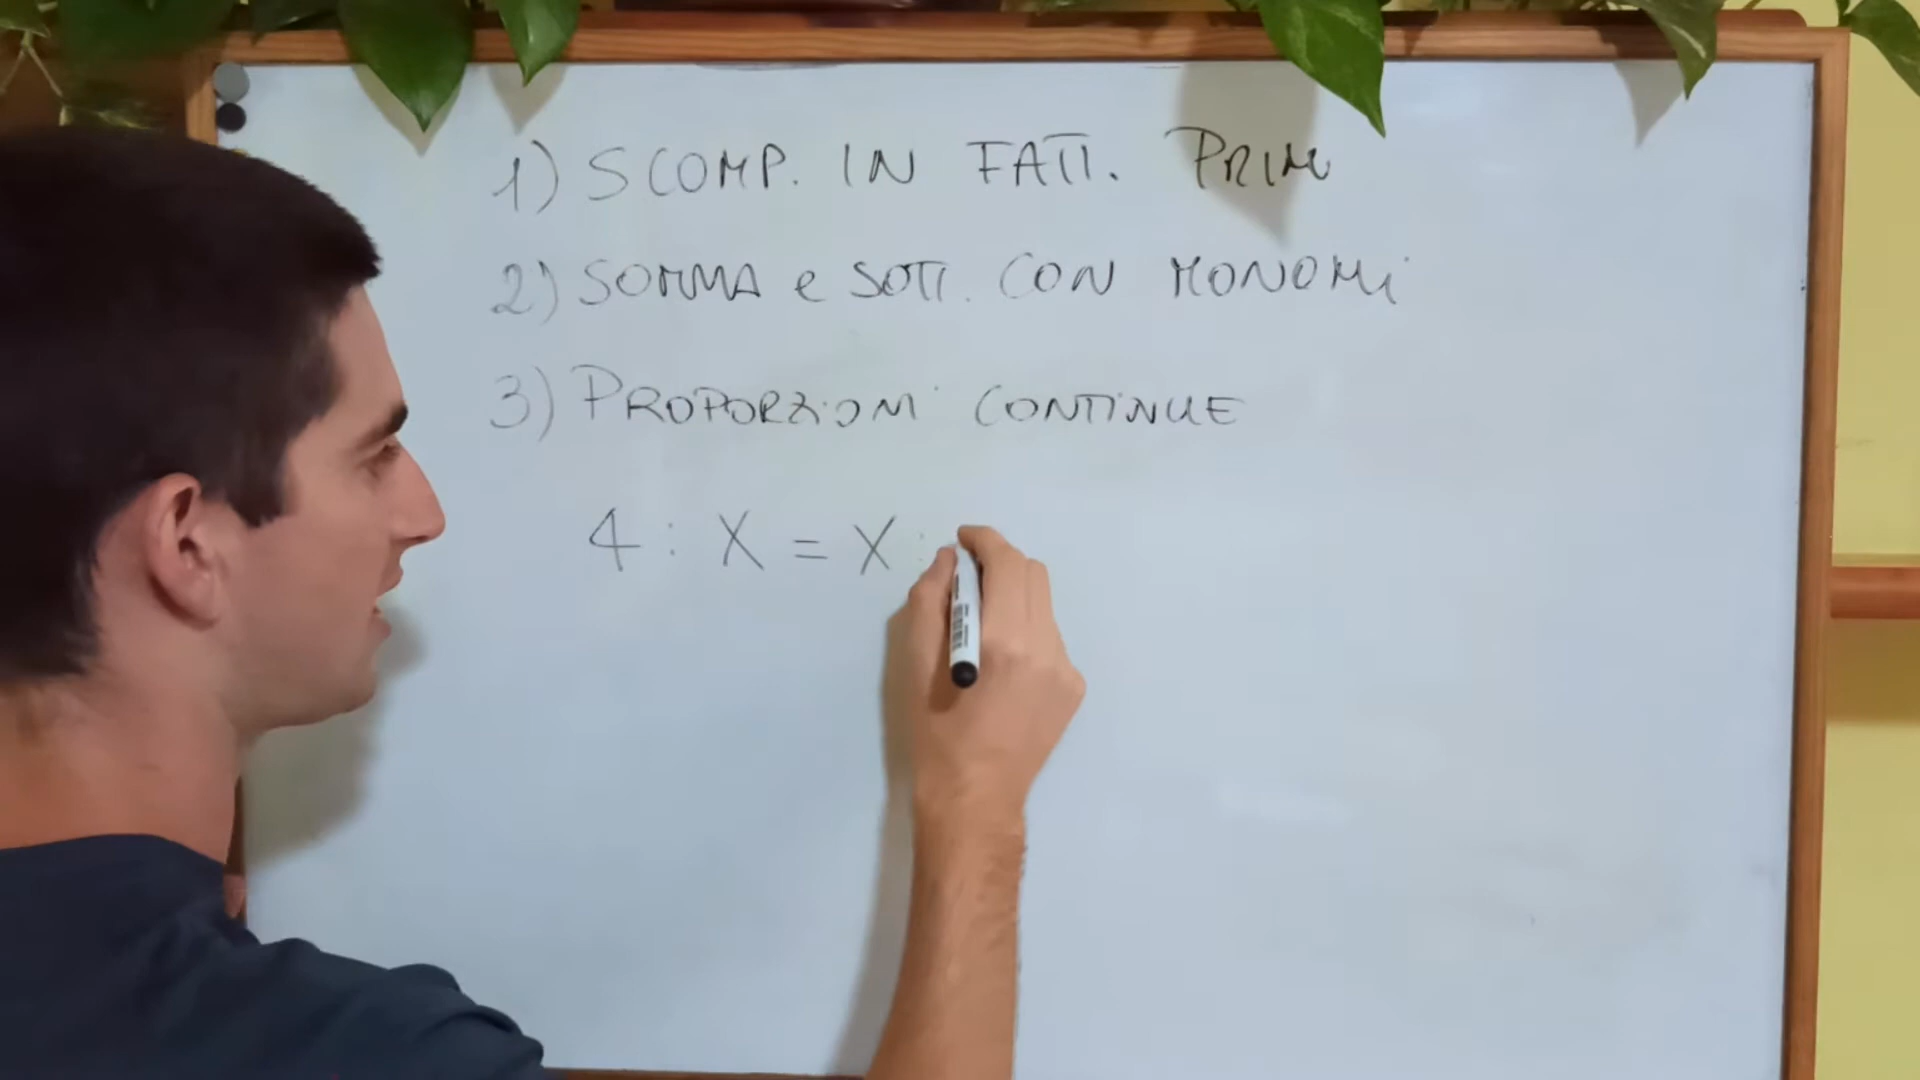 1) SCOMP. IN FATT. PRIMI
2) SOMMA e SOTT. CON MONOMi
3) PROPORZiONi CONTiNUE
4 : X = X :